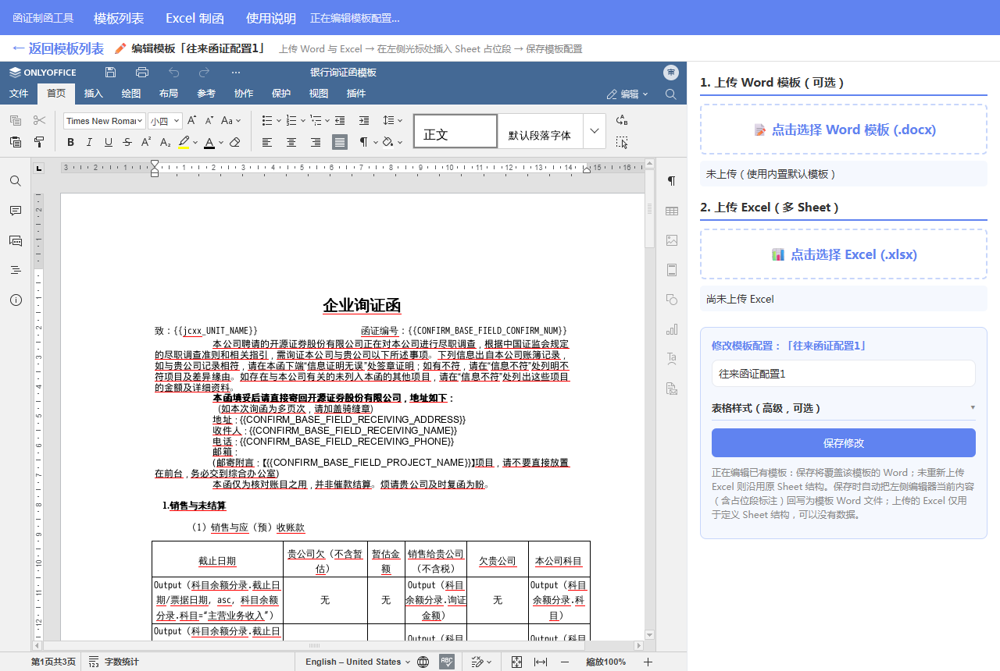 函证制函工具 模板列表 Excel 制函 使用说明 正在编辑模板配置...
← 返回模板列表 编辑模板「往来函证配置1」 上传 Word 与 Excel → 在左侧光标处插入 Sheet 占位段 → 保存模板配置
ONLYOFFICE 银行询证函模板 审
文件 首页 插入 绘图 布局 参考 协作 保护 视图 插件 编辑
Times New Roman 小四 Aa
B I U S A² A₂ A
正文 默认段落字体
3 2 1 1 2 3 4 5 6 7 8 9 10 11 12 13 14 15 16
企业询证函
致：{{jcxx_UNIT_NAME}} 函证编号：{{CONFIRM_BASE_FIELD_CONFIRM_NUM}}
本公司聘请的开源证券股份有限公司正在对本公司进行尽职调查，根据中国证监会规定
的尽职调查准则和相关指引，需询证本公司与贵公司以下所述事项。下列信息出自本公司账簿记录，
如与贵公司记录相符，请在本函下端“信息证明无误”处签章证明；如有不符，请在“信息不符”处列明不
符项目及差异缘由。如存在与本公司有关的未列入本函的其他项目，请在“信息不符”处列出这些项目
的金额及详细资料。
本函填妥后请直接寄回开源证券股份有限公司，地址如下：
(如本次询函为多页次，请加盖骑缝章)
地址：{{CONFIRM_BASE_FIELD_RECEIVING_ADDRESS}}
收件人：{{CONFIRM_BASE_FIELD_RECEIVING_NAME}}
电话：{{CONFIRM_BASE_FIELD_RECEIVING_PHONE}}
邮箱：
(邮寄附言：【{{CONFIRM_BASE_FIELD_PROJECT_NAME}}】项目，请不要直接放置
在前台，务必交到综合办公室)
本函仅为核对账目之用，并非催款结算。烦请贵公司及时复函为盼。
1.销售与未结算
（1）销售与应（预）收账款
截止日期 贵公司欠（不含暂估） 暂估金额 销售给贵公司（不含税） 欠贵公司 本公司科目
Output（科目余额分录.截止日期/票据日期, asc, 科目余额分录.科目=“主营业务收入”） 无 无 Output（科目余额分录.询证金额） 无 Output（科目余额分录.科目）
Output（科目余额分录.截止日 Output（科目 Output（科目
第1页共3页 字数统计 English – United States 缩放100%
1. 上传 Word 模板（可选）
点击选择 Word 模板 (.docx)
未上传（使用内置默认模板）
2. 上传 Excel（多 Sheet）
点击选择 Excel (.xlsx)
尚未上传 Excel
修改模板配置：「往来函证配置1」
往来函证配置1
表格样式（高级，可选）
保存修改
正在编辑已有模板：保存将覆盖该模板的 Word；未重新上传
Excel 则沿用原 Sheet 结构。保存时自动把左侧编辑器当前内容
（含占位段标注）回写为模板 Word 文件；上传的 Excel 仅用
于定义 Sheet 结构，可以没有数据。